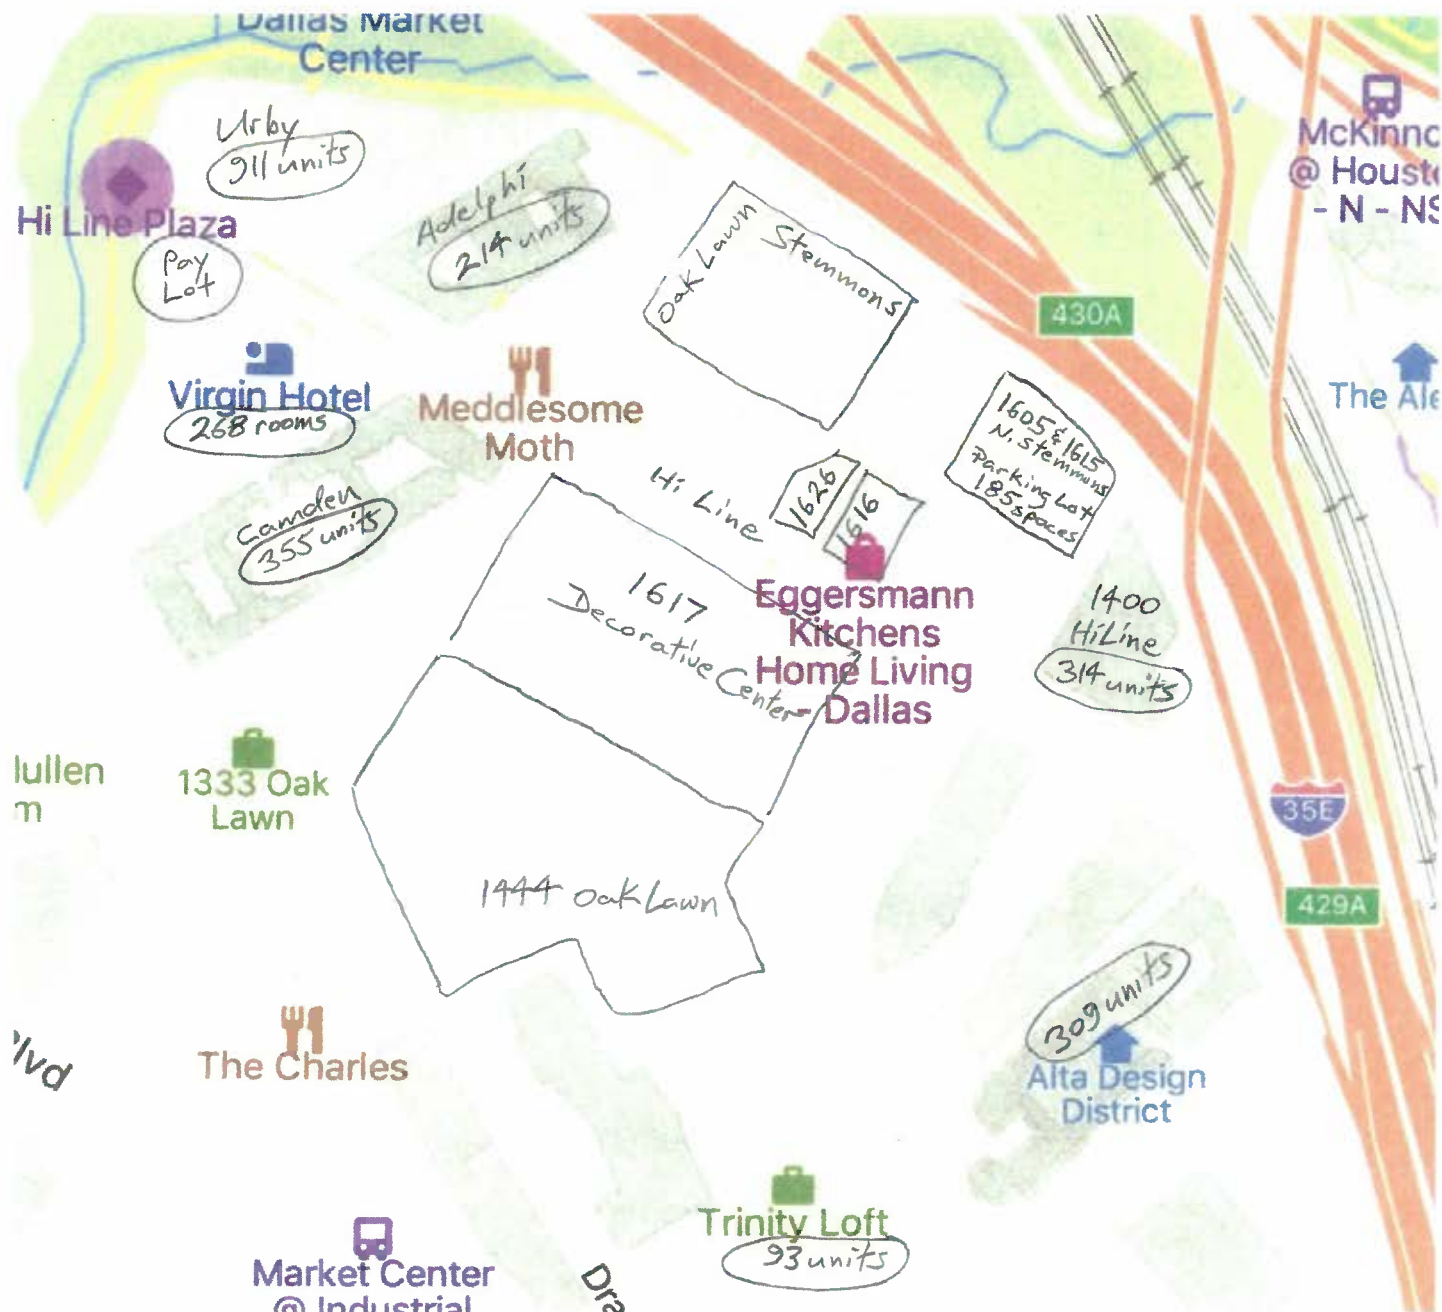 Dallas Market
Center
Urby
911 units
Adelphi
214 units
Hi Line Plaza
Pay
Lot
Oak Lawn
Stemmons
McKinnc
@ Houste
- N - NS
430A
Virgin Hotel
268 rooms
Meddlesome
Moth
The Ale
1605 & 1615
N. Stemmons
Parking Lot
185 spaces
Camden
355 units
Hi Line
1626
1616
Eggersmann
Kitchens
Home Living
- Dallas
1617
Decorative Center
1400
HiLine
314 units
lullen
m
1333 Oak
Lawn
35E
1444 Oak Lawn
429A
309 units
Alta Design
District
The Charles
lvd
Trinity Loft
93 units
Market Center
@ Industrial
Dra